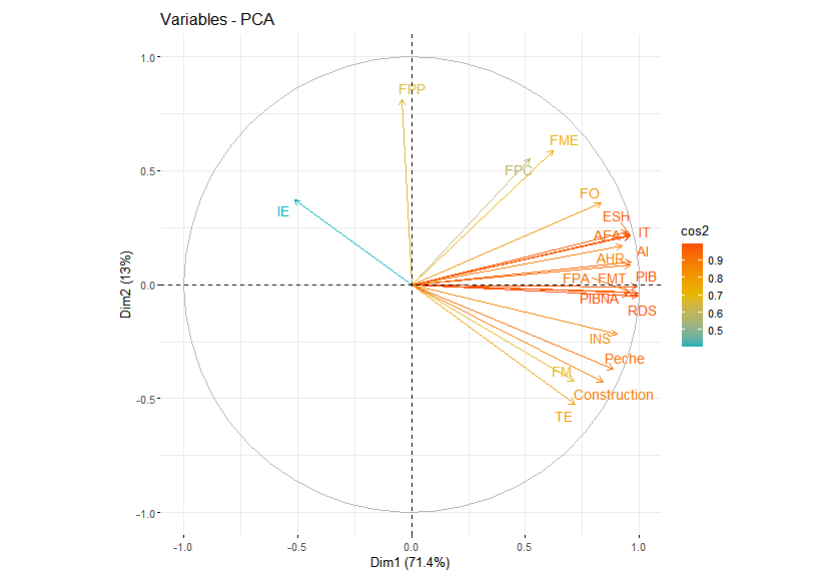 Variables - PCA
1.0
0.5
0.0
-0.5
-1.0
Dim2 (13%)
FPP
FME
FPC
IE
FO
ESH
AFA
IT
AI
AHR
FPA
EMT
PIB
PIBNA
RDS
INS
Peche
FM
Construction
TE
-1.0
-0.5
0.0
0.5
1.0
Dim1 (71.4%)
cos2
0.9
0.8
0.7
0.6
0.5